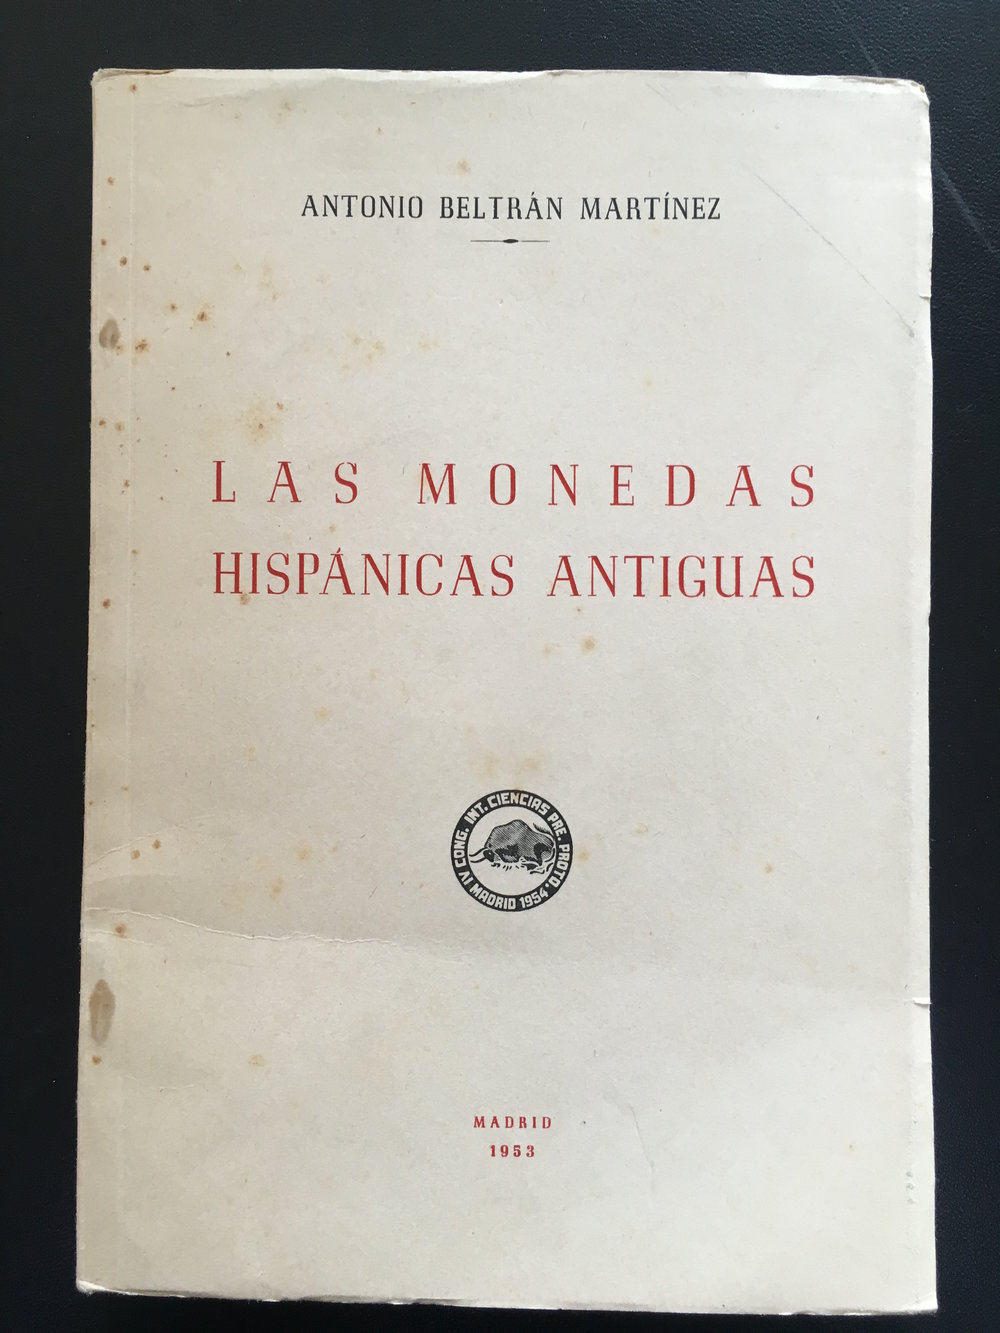 ANTONIO BELTRÁN MARTÍNEZ
LAS MONEDAS
HISPÁNICAS ANTIGUAS
IV CONG. INT. CIENCIAS PRE. PROTO.
MADRID 1954.
MADRID
1953